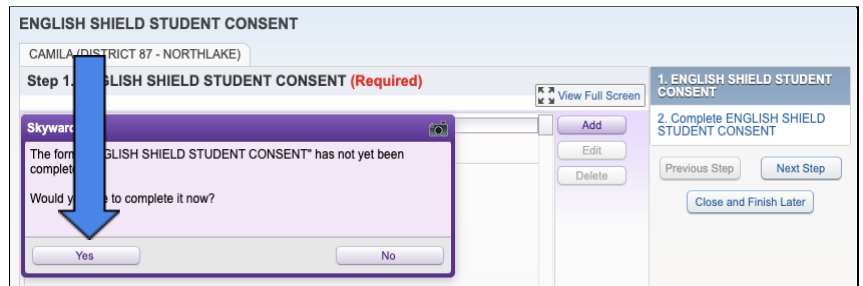 ENGLISH SHIELD STUDENT CONSENT
CAMILA (DISTRICT 87 - NORTHLAKE)
Step 1. GLISH SHIELD STUDENT CONSENT (Required)
View Full Screen
Skyward
The form GLISH SHIELD STUDENT CONSENT" has not yet been
complete
Would y e to complete it now?
Yes
No
Add
Edit
Delete
1. ENGLISH SHIELD STUDENT
CONSENT
2. Complete ENGLISH SHIELD
STUDENT CONSENT
Previous Step
Next Step
Close and Finish Later